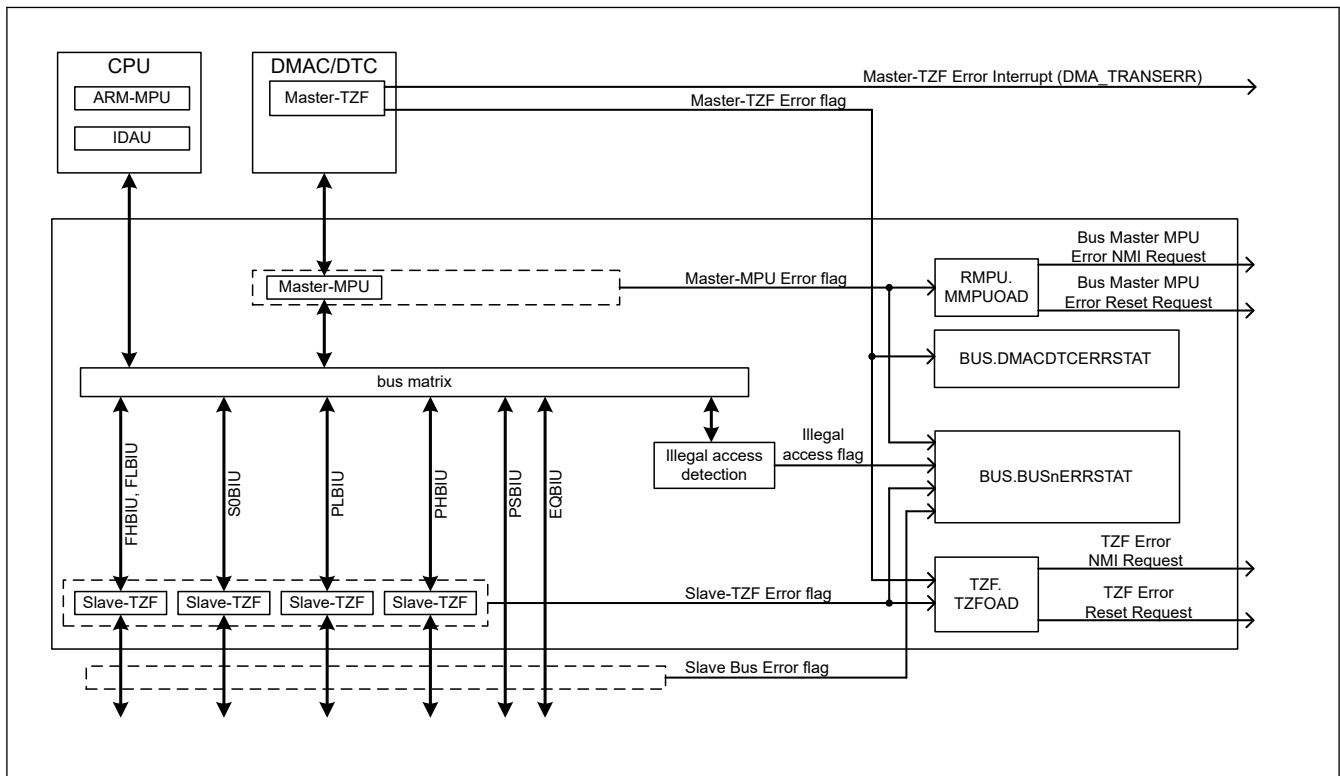 CPU
ARM-MPU
IDAU
DMAC/DTC
Master-TZF
Master-TZF Error Interrupt (DMA_TRANSERR)
Master-TZF Error flag
Master-MPU
Master-MPU Error flag
RMPU.
MMPUOAD
Bus Master MPU
Error NMI Request
Bus Master MPU
Error Reset Request
BUS.DMACDTCERRSTAT
bus matrix
FHBIU, FLBIU
S0BIU
PLBIU
PHBIU
PSBIU
EQBIU
Illegal access
detection
Illegal
access flag
BUS.BUSnERRSTAT
Slave-TZF
Slave-TZF
Slave-TZF
Slave-TZF
Slave-TZF Error flag
TZF.
TZFOAD
TZF Error
NMI Request
TZF Error
Reset Request
Slave Bus Error flag